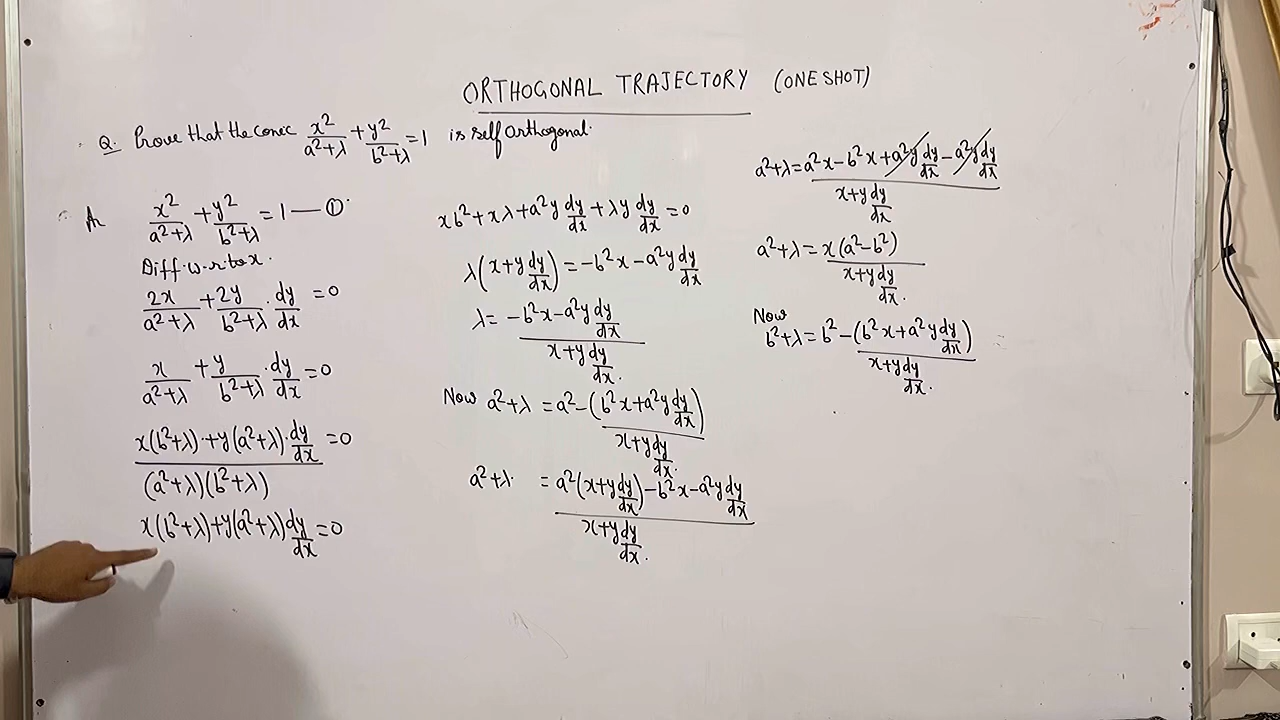 ORTHOGONAL TRAJECTORY (ONE SHOT)
Q. Prove that the conic x²/(a²+λ) + y²/(b²+λ) = 1 is self orthogonal.
x²/(a²+λ) + y²/(b²+λ) = 1 — ①
Diff. w.r.to x.
2x/(a²+λ) + 2y/(b²+λ) . dy/dx = 0
x/(a²+λ) + y/(b²+λ) . dy/dx = 0
(x(b²+λ) + y(a²+λ) . dy/dx)/((a²+λ)(b²+λ)) = 0
x(b²+λ) + y(a²+λ) dy/dx = 0
xb² + xλ + a²y dy/dx + λy dy/dx = 0
λ(x + y dy/dx) = -b²x - a²y dy/dx
λ = (-b²x - a²y dy/dx)/(x + y dy/dx).
Now a²+λ = a² - (b²x + a²y dy/dx)/(x + y dy/dx).
a²+λ = (a²(x + y dy/dx) - b²x - a²y dy/dx)/(x + y dy/dx).
a²+λ = (a²x - b²x + a²y dy/dx - a²y dy/dx)/(x + y dy/dx)
a²+λ = x(a² - b²)/(x + y dy/dx).
Now
b²+λ = b² - (b²x + a²y dy/dx)/(x + y dy/dx).